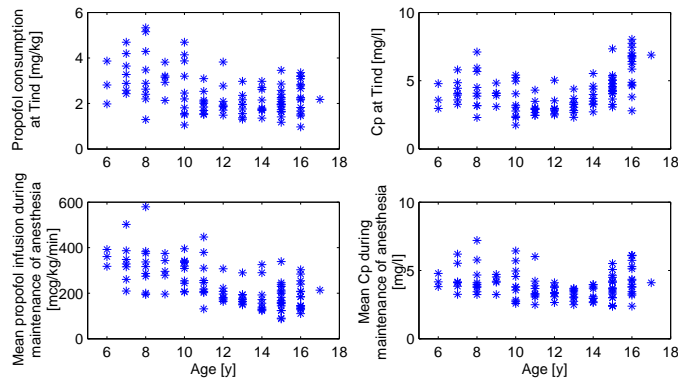 Propofol consumption
at Tind [mg/kg]
6
4
2
0
6 8 10 12 14 16 18
Cp at Tind [mg/l]
10
5
0
6 8 10 12 14 16 18
Mean propofol infusion during
maintenance of anesthesia
[mcg/kg/min]
600
400
200
0
6 8 10 12 14 16 18
Age [y]
Mean Cp during
maintenance of anesthesia
[mg/l]
10
5
0
6 8 10 12 14 16 18
Age [y]